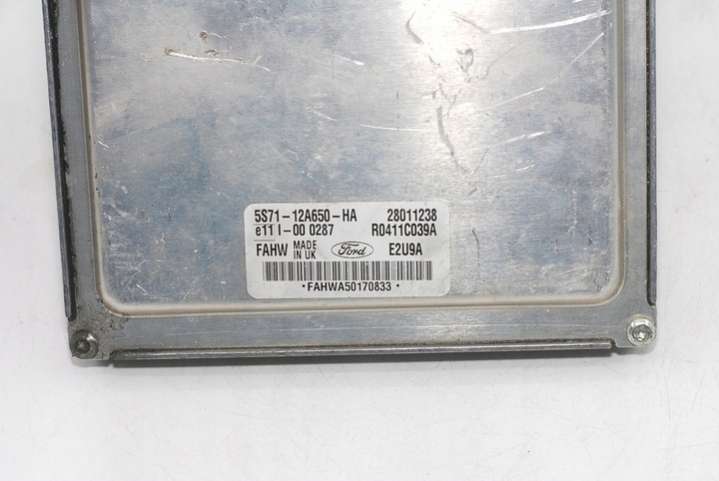 5S71-12A650-HA 28011238
e11 I-00 0287 R0411C039A
FAHW MADE IN UK Ford E2U9A
•FAHWA50170833•